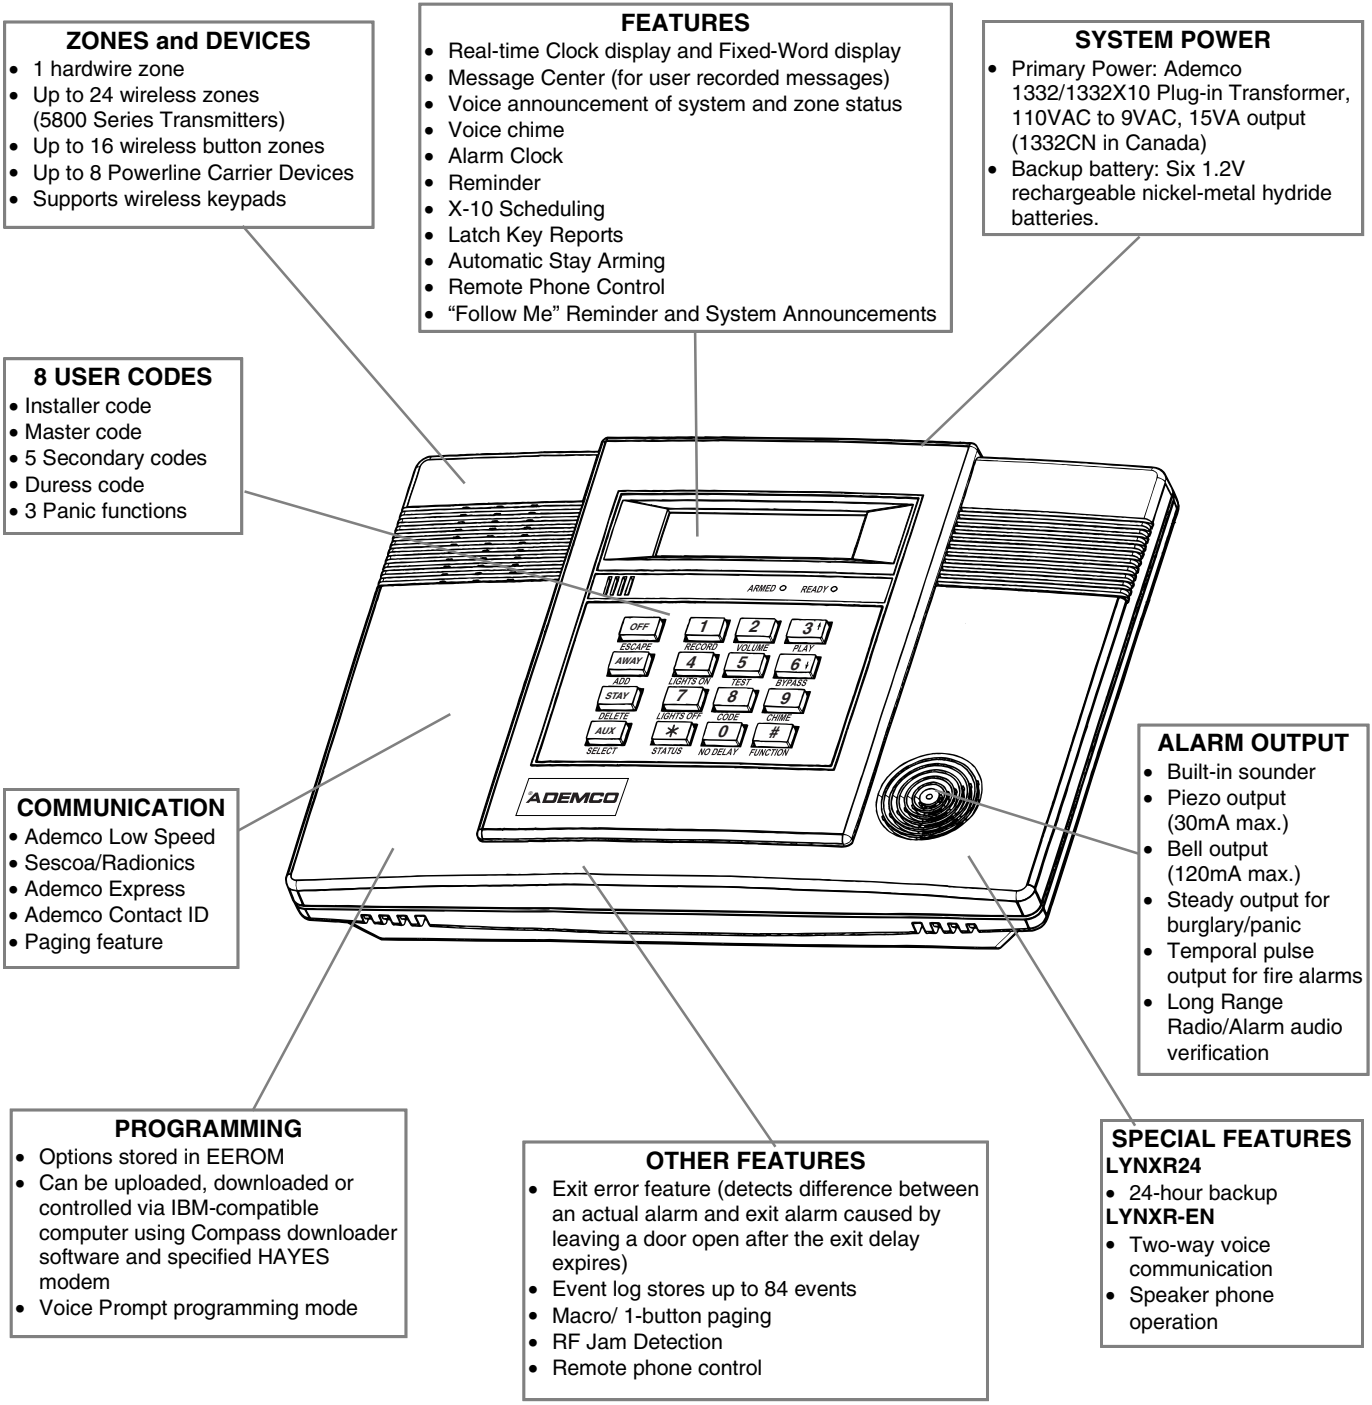 ZONES and DEVICES
• 1 hardwire zone
• Up to 24 wireless zones
(5800 Series Transmitters)
• Up to 16 wireless button zones
• Up to 8 Powerline Carrier Devices
• Supports wireless keypads
FEATURES
• Real-time Clock display and Fixed-Word display
• Message Center (for user recorded messages)
• Voice announcement of system and zone status
• Voice chime
• Alarm Clock
• Reminder
• X-10 Scheduling
• Latch Key Reports
• Automatic Stay Arming
• Remote Phone Control
• “Follow Me” Reminder and System Announcements
SYSTEM POWER
• Primary Power: Ademco
1332/1332X10 Plug-in Transformer,
110VAC to 9VAC, 15VA output
(1332CN in Canada)
• Backup battery: Six 1.2V
rechargeable nickel-metal hydride
batteries.
8 USER CODES
• Installer code
• Master code
• 5 Secondary codes
• Duress code
• 3 Panic functions
ARMED READY
OFF 1 2 3
ESCAPE RECORD VOLUME PLAY
AWAY 4 5 6
ADD LIGHTS ON TEST BYPASS
STAY 7 8 9
DELETE LIGHTS OFF CODE CHIME
AUX * 0 #
SELECT STATUS NO DELAY FUNCTION
ADEMCO
COMMUNICATION
• Ademco Low Speed
• Sescoa/Radionics
• Ademco Express
• Ademco Contact ID
• Paging feature
ALARM OUTPUT
• Built-in sounder
• Piezo output
(30mA max.)
• Bell output
(120mA max.)
• Steady output for
burglary/panic
• Temporal pulse
output for fire alarms
• Long Range
Radio/Alarm audio
verification
PROGRAMMING
• Options stored in EEROM
• Can be uploaded, downloaded or
controlled via IBM-compatible
computer using Compass downloader
software and specified HAYES
modem
• Voice Prompt programming mode
OTHER FEATURES
• Exit error feature (detects difference between
an actual alarm and exit alarm caused by
leaving a door open after the exit delay
expires)
• Event log stores up to 84 events
• Macro/ 1-button paging
• RF Jam Detection
• Remote phone control
SPECIAL FEATURES
LYNXR24
• 24-hour backup
LYNXR-EN
• Two-way voice
communication
• Speaker phone
operation